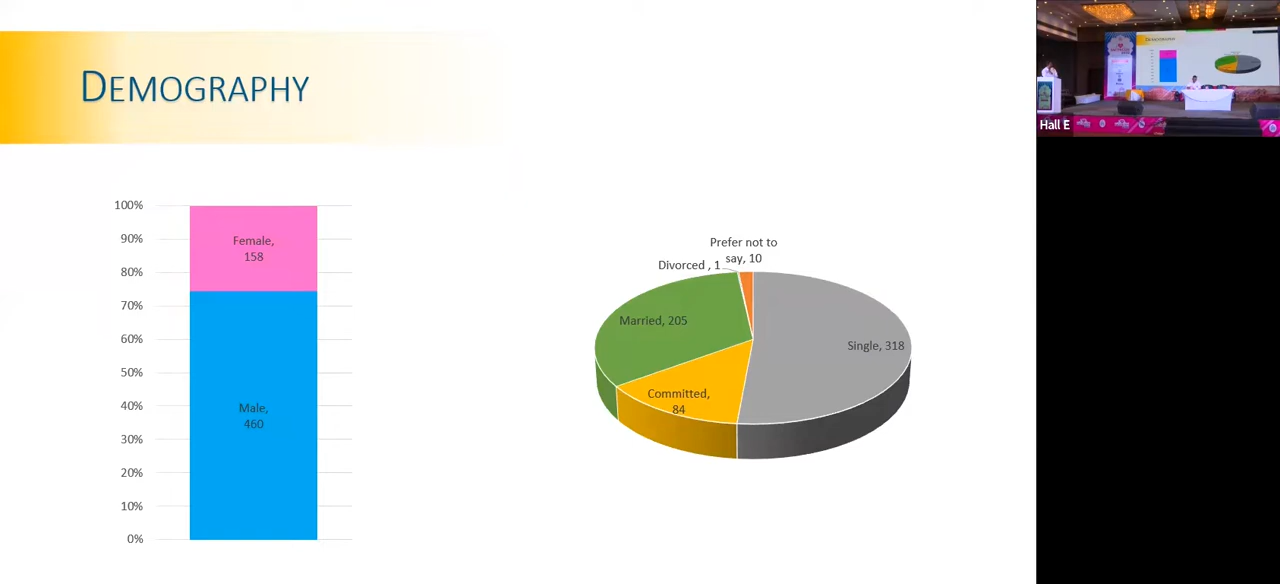 DEMOGRAPHY
100%
90%
80%
70%
60%
50%
40%
30%
20%
10%
0%
Female,
158
Male,
460
Prefer not to
say, 10
Divorced , 1
Married, 205
Single, 318
Committed,
84
DEMOGRAPHY
Hall E